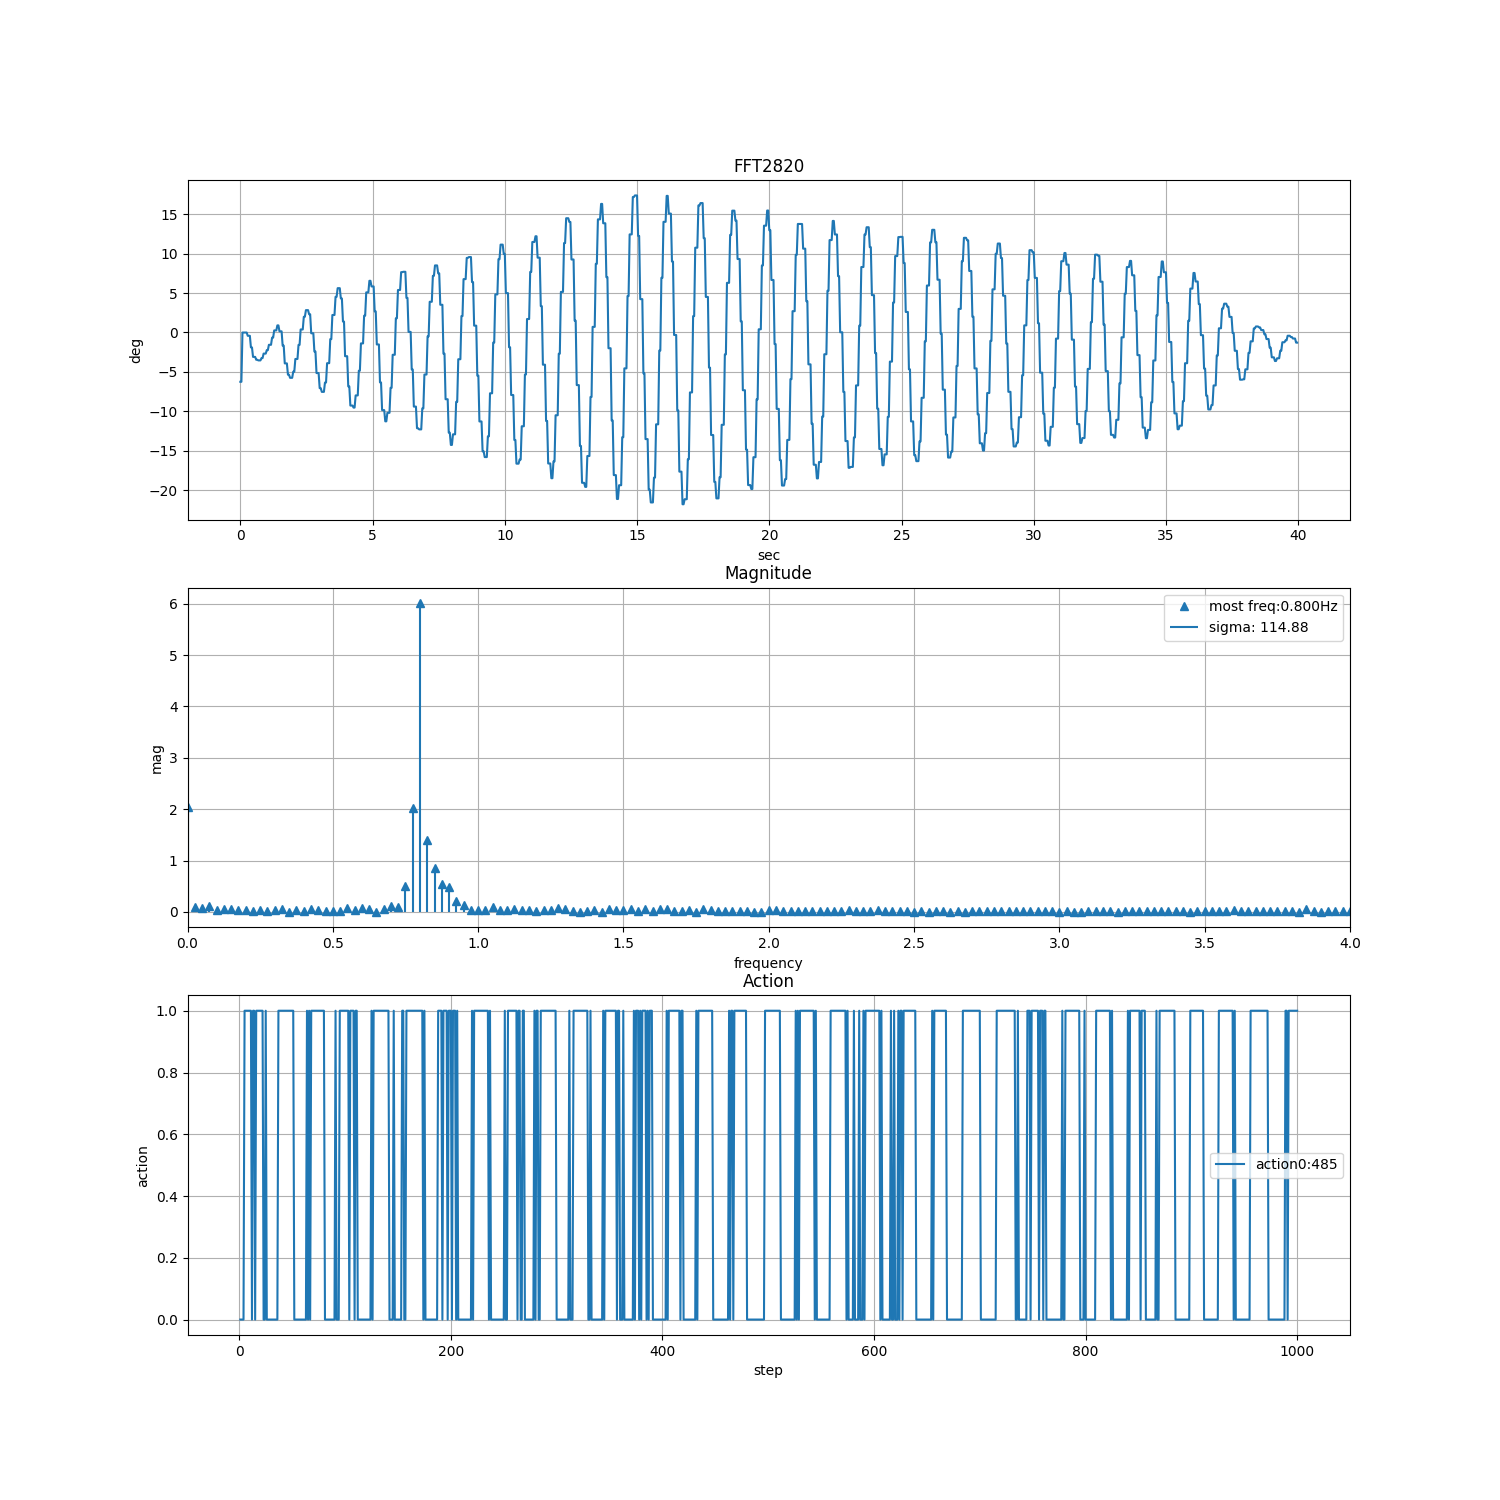 FFT2820
15
10
5
0
−5
−10
−15
−20
deg
0 5 10 15 20 25 30 35 40
sec
Magnitude
6
5
4
3
2
1
0
mag
most freq:0.800Hz
sigma: 114.88
0.0 0.5 1.0 1.5 2.0 2.5 3.0 3.5 4.0
frequency
Action
1.0
0.8
0.6
0.4
0.2
0.0
action
action0:485
0 200 400 600 800 1000
step